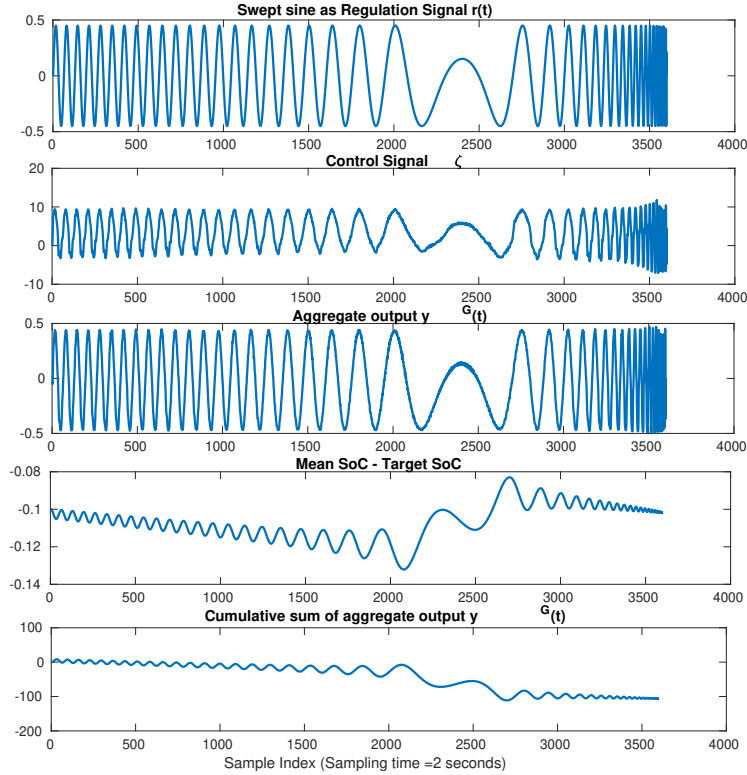 Swept sine as Regulation Signal r(t)
0.5
0
-0.5
0 500 1000 1500 2000 2500 3000 3500 4000
Control Signal ζ
20
10
0
-10
0 500 1000 1500 2000 2500 3000 3500 4000
Aggregate output y G(t)
0.5
0
-0.5
0 500 1000 1500 2000 2500 3000 3500 4000
Mean SoC - Target SoC
-0.08
-0.1
-0.12
-0.14
0 500 1000 1500 2000 2500 3000 3500 4000
Cumulative sum of aggregate output y G(t)
100
0
-100
-200
0 500 1000 1500 2000 2500 3000 3500 4000
Sample Index (Sampling time =2 seconds)